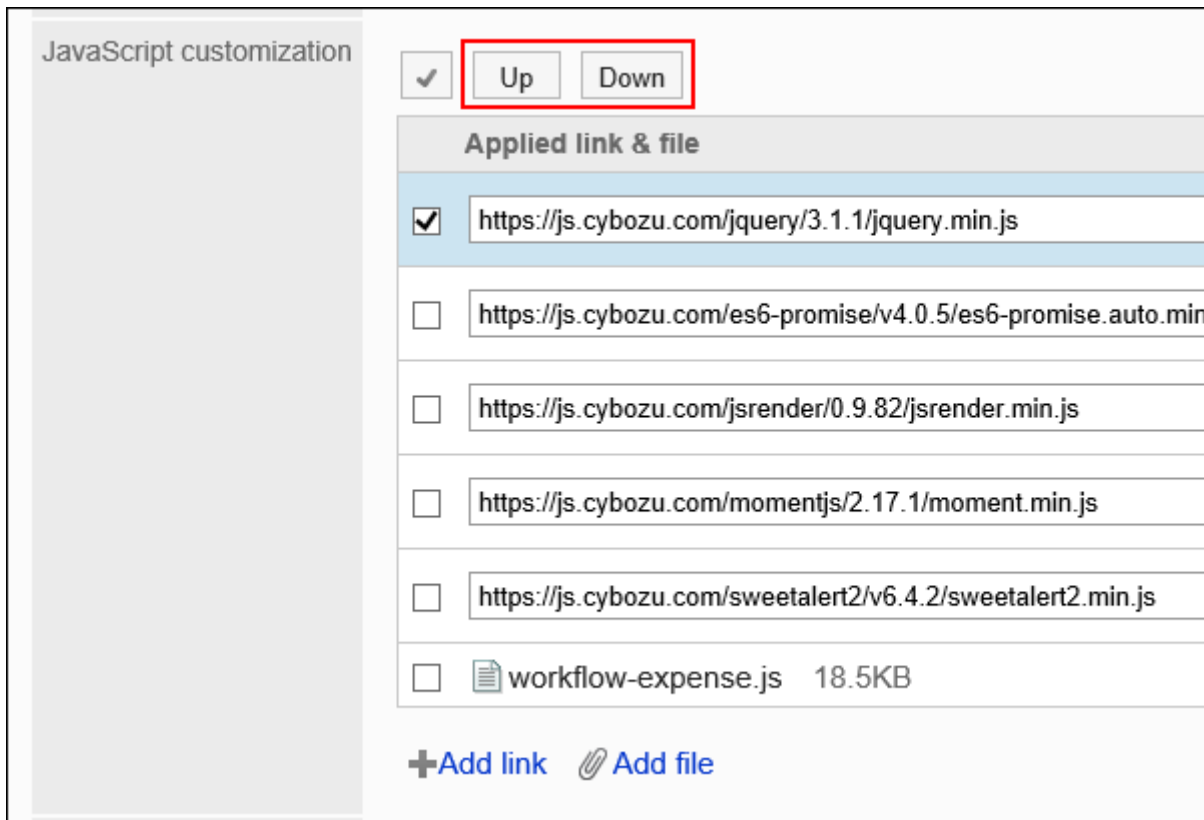 JavaScript customization
Up Down
Applied link & file
https://js.cybozu.com/jquery/3.1.1/jquery.min.js
https://js.cybozu.com/es6-promise/v4.0.5/es6-promise.auto.min
https://js.cybozu.com/jsrender/0.9.82/jsrender.min.js
https://js.cybozu.com/momentjs/2.17.1/moment.min.js
https://js.cybozu.com/sweetalert2/v6.4.2/sweetalert2.min.js
workflow-expense.js 18.5KB
Add link Add file